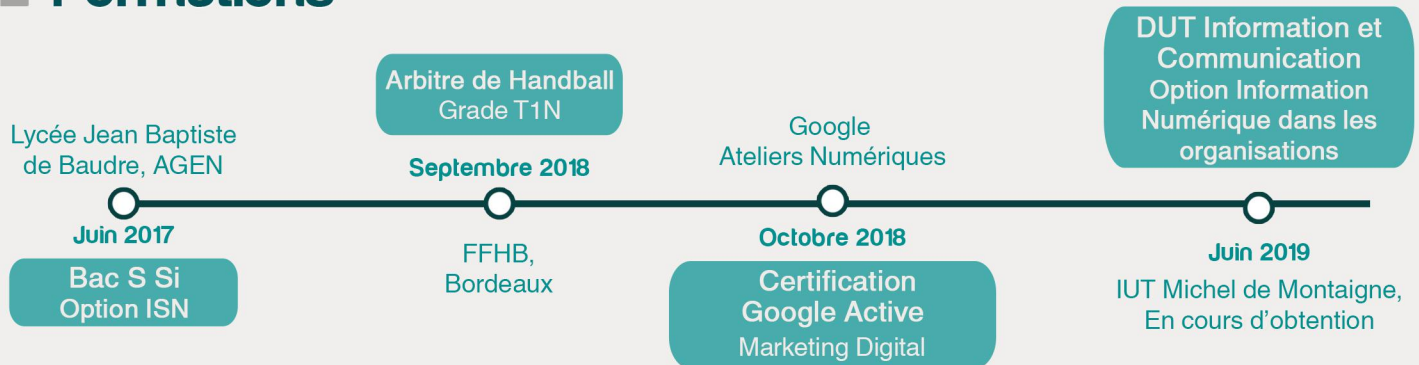 Formations
Lycée Jean Baptiste
de Baudre, AGEN
Juin 2017
Bac S Si
Option ISN
Arbitre de Handball
Grade T1N
Septembre 2018
FFHB,
Bordeaux
Google
Ateliers Numériques
Octobre 2018
Certification
Google Active
Marketing Digital
DUT Information et
Communication
Option Information
Numérique dans les
organisations
Juin 2019
IUT Michel de Montaigne,
En cours d'obtention